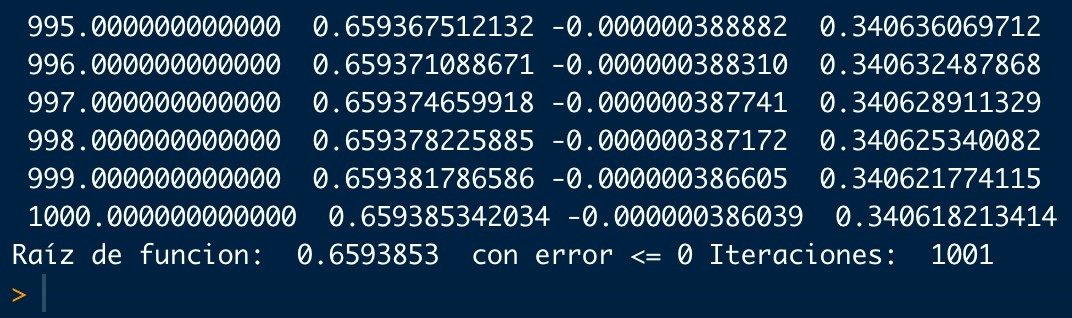 995.000000000000 0.659367512132 -0.000000388882 0.340636069712
996.000000000000 0.659371088671 -0.000000388310 0.340632487868
997.000000000000 0.659374659918 -0.000000387741 0.340628911329
998.000000000000 0.659378225885 -0.000000387172 0.340625340082
999.000000000000 0.659381786586 -0.000000386605 0.340621774115
1000.000000000000 0.659385342034 -0.000000386039 0.340618213414
Raíz de funcion: 0.6593853 con error <= 0 Iteraciones: 1001
>